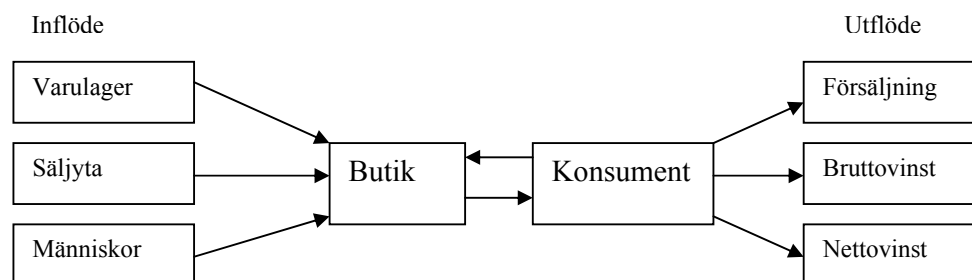 Inflöde
Utflöde
Varulager
Försäljning
Säljyta
Butik
Konsument
Bruttovinst
Människor
Nettovinst